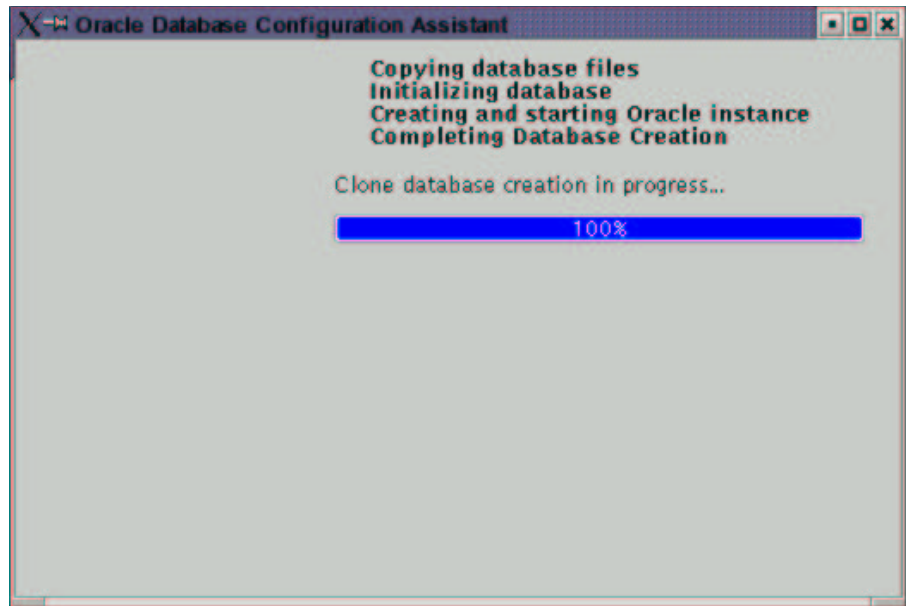 Oracle Database Configuration Assistant
Copying database files
Initializing database
Creating and starting Oracle instance
Completing Database Creation
Clone database creation in progress...
100%